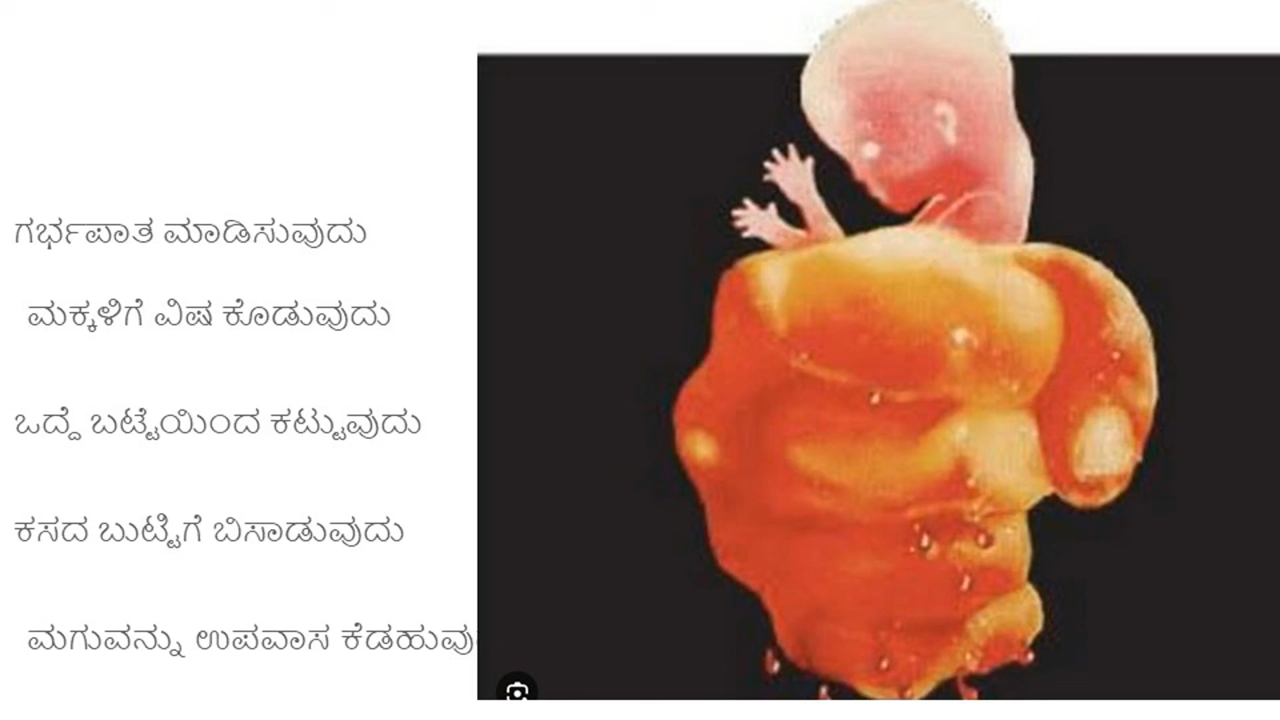 ಗರ್ಭಪಾತ ಮಾಡಿಸುವುದು
ಮಕ್ಕಳಿಗೆ ವಿಷ ಕೊಡುವುದು
ಒದ್ದೆ ಬಟ್ಟೆಯಿಂದ ಕಟ್ಟುವುದು
ಕಸದ ಬುಟ್ಟಿಗೆ ಬಿಸಾಡುವುದು
ಮಗುವನ್ನು ಉಪವಾಸ